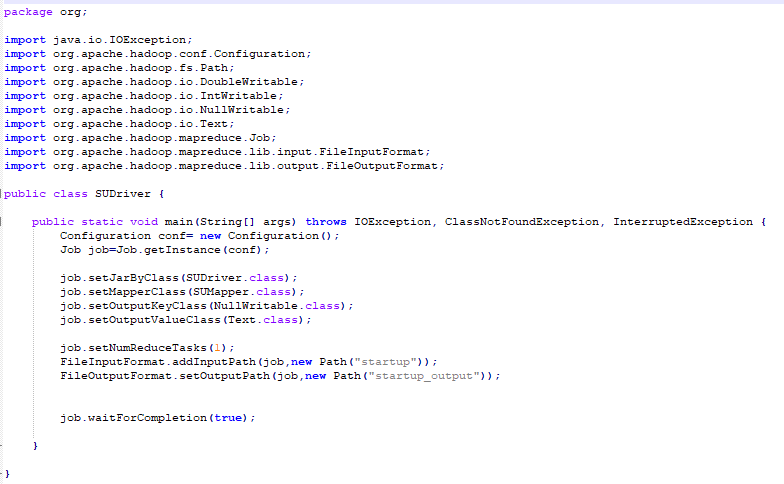 package org;
import java.io.IOException;
import org.apache.hadoop.conf.Configuration;
import org.apache.hadoop.fs.Path;
import org.apache.hadoop.io.DoubleWritable;
import org.apache.hadoop.io.IntWritable;
import org.apache.hadoop.io.NullWritable;
import org.apache.hadoop.io.Text;
import org.apache.hadoop.mapreduce.Job;
import org.apache.hadoop.mapreduce.lib.input.FileInputFormat;
import org.apache.hadoop.mapreduce.lib.output.FileOutputFormat;
public class SUDriver {
public static void main(String[] args) throws IOException, ClassNotFoundException, InterruptedException {
Configuration conf= new Configuration();
Job job=Job.getInstance(conf);
job.setJarByClass(SUDriver.class);
job.setMapperClass(SUMapper.class);
job.setOutputKeyClass(NullWritable.class);
job.setOutputValueClass(Text.class);
job.setNumReduceTasks(1);
FileInputFormat.addInputPath(job,new Path("startup"));
FileOutputFormat.setOutputPath(job,new Path("startup_output"));
job.waitForCompletion(true);
}
}